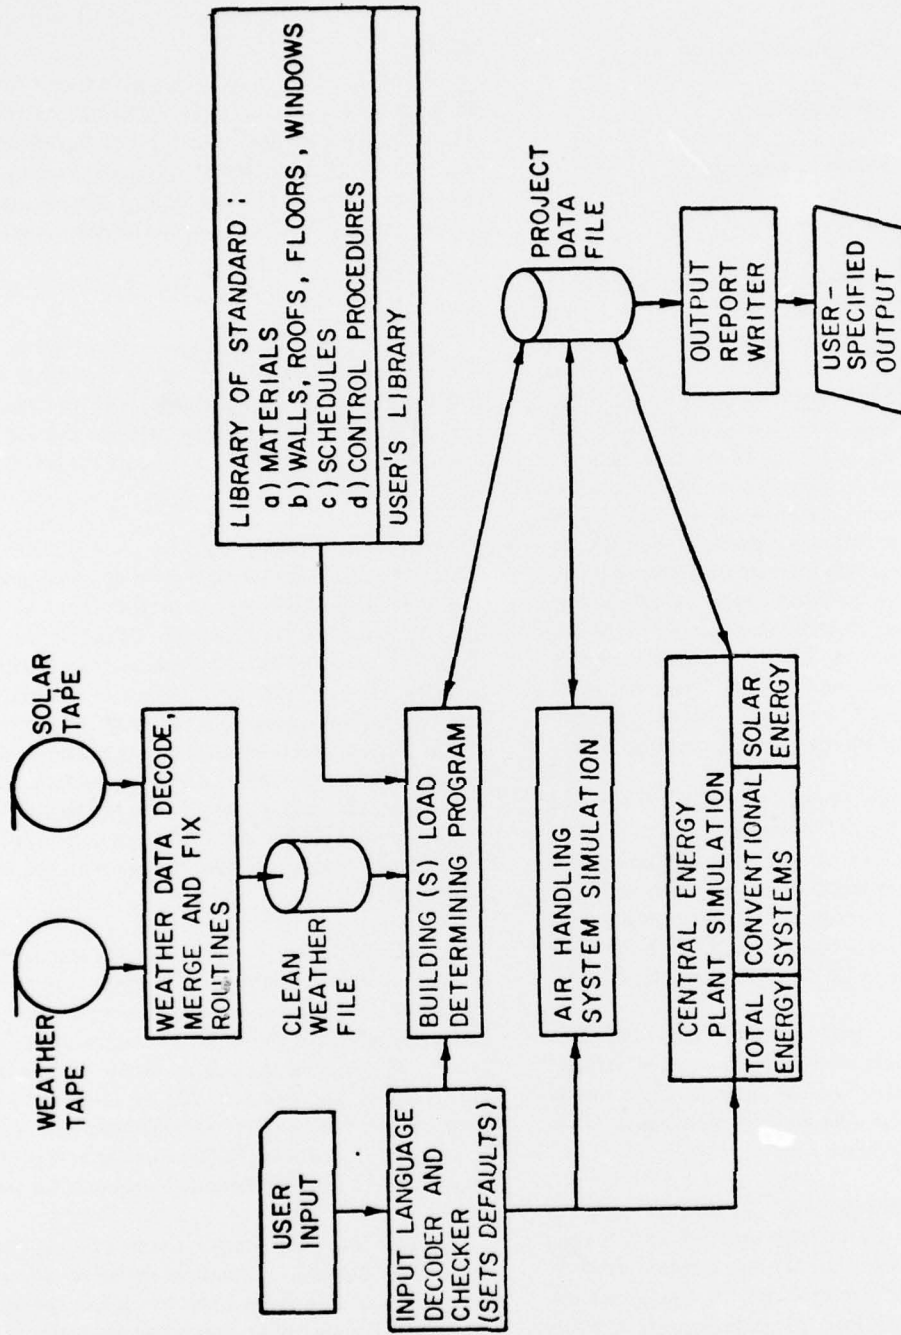 WEATHER
TAPE
SOLAR
TAPE
WEATHER DATA DECODE,
MERGE AND FIX
ROUTINES
CLEAN
WEATHER
FILE
LIBRARY OF STANDARD :
a) MATERIALS
b) WALLS, ROOFS, FLOORS, WINDOWS
c) SCHEDULES
d) CONTROL PROCEDURES
USER'S LIBRARY
USER
INPUT
INPUT LANGUAGE
DECODER AND
CHECKER
(SETS DEFAULTS)
BUILDING (S) LOAD
DETERMINING PROGRAM
AIR HANDLING
SYSTEM SIMULATION
CENTRAL ENERGY
PLANT SIMULATION
TOTAL
ENERGY
CONVENTIONAL
SYSTEMS
SOLAR
ENERGY
PROJECT
DATA
FILE
OUTPUT
REPORT
WRITER
USER-
SPECIFIED
OUTPUT